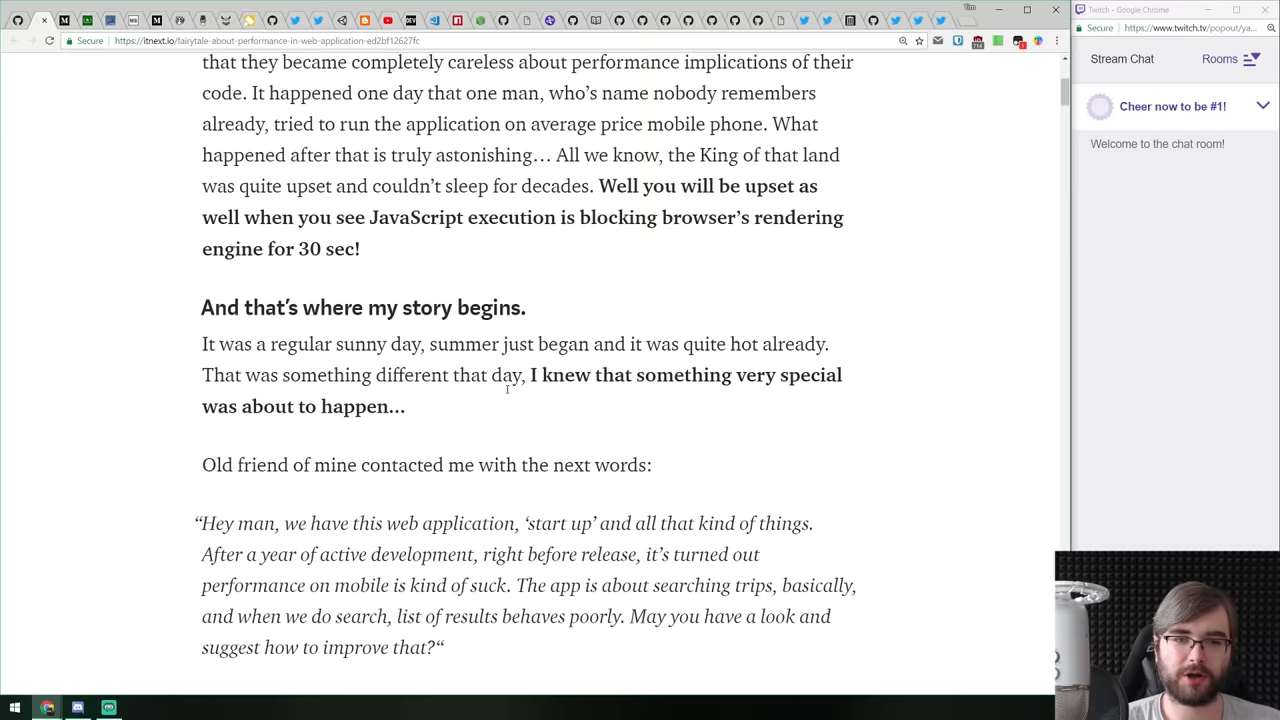 Tim
Twitch - Google Chrome
Secure
https://itnext.io/fairytale-about-performance-in-web-application-ed2bf12627fc
Secure
https://www.twitch.tv/popout/ya...
that they became completely careless about performance implications of their
code. It happened one day that one man, who's name nobody remembers
already, tried to run the application on average price mobile phone. What
happened after that is truly astonishing… All we know, the King of that land
was quite upset and couldn't sleep for decades. Well you will be upset as
well when you see JavaScript execution is blocking browser's rendering
engine for 30 sec!
And that's where my story begins.
It was a regular sunny day, summer just began and it was quite hot already.
That was something different that day, I knew that something very special
was about to happen…
Old friend of mine contacted me with the next words:
“Hey man, we have this web application, ‘start up’ and all that kind of things.
After a year of active development, right before release, it's turned out
performance on mobile is kind of suck. The app is about searching trips, basically,
and when we do search, list of results behaves poorly. May you have a look and
suggest how to improve that?“
Stream Chat
Rooms
Cheer now to be #1!
Welcome to the chat room!